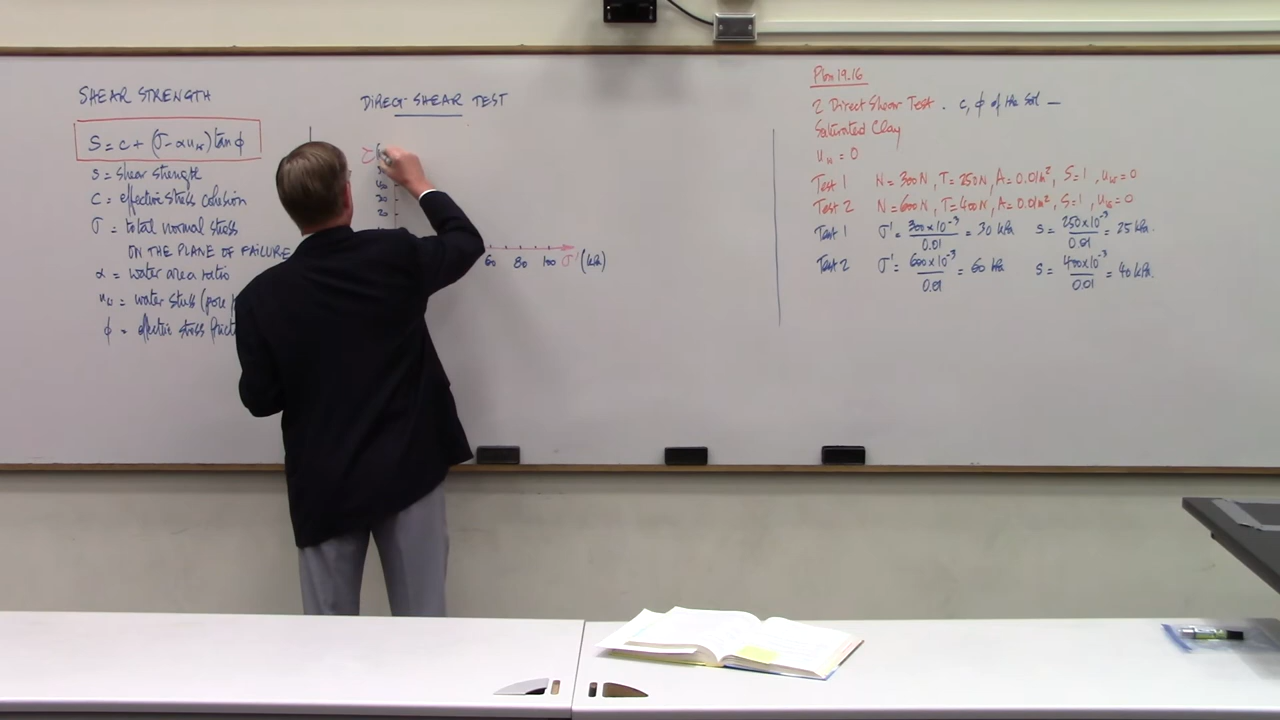 SHEAR STRENGTH
S = c + (σ - αuw) tan ϕ
S = shear strength
C = effective stress cohesion
σ = total normal stress
ON THE PLANE OF FAILURE
α = water area ratio
uw = water stress (pore
ϕ = effective stress frict
DIRECT SHEAR TEST
τ
40
30
20
60 80 100 σ' (kPa)
Pbm 19.16
2 Direct Shear Test. c, ϕ of the soil —
Saturated Clay
uw = 0
Test 1 N = 300N, T = 250N, A = 0.01m², S=1, uw=0
Test 2 N = 600N, T = 400N, A = 0.01m², S=1, uw=0
Test 1 σ' = 300×10⁻³/0.01 = 30 kPa S = 250×10⁻³/0.01 = 25 kPa.
Test 2 σ' = 600×10⁻³/0.01 = 60 kPa S = 400×10⁻³/0.01 = 40 kPa.